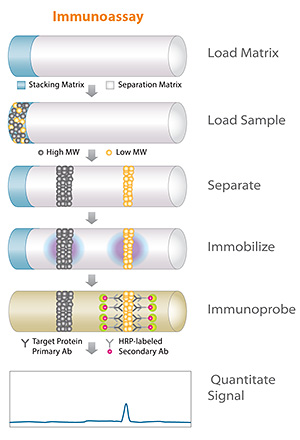 Immunoassay
Load Matrix
Stacking Matrix Separation Matrix
Load Sample
High MW Low MW
Separate
Immobilize
Immunoprobe
Target Protein HRP-labeled
Primary Ab Secondary Ab
Quantitate
Signal